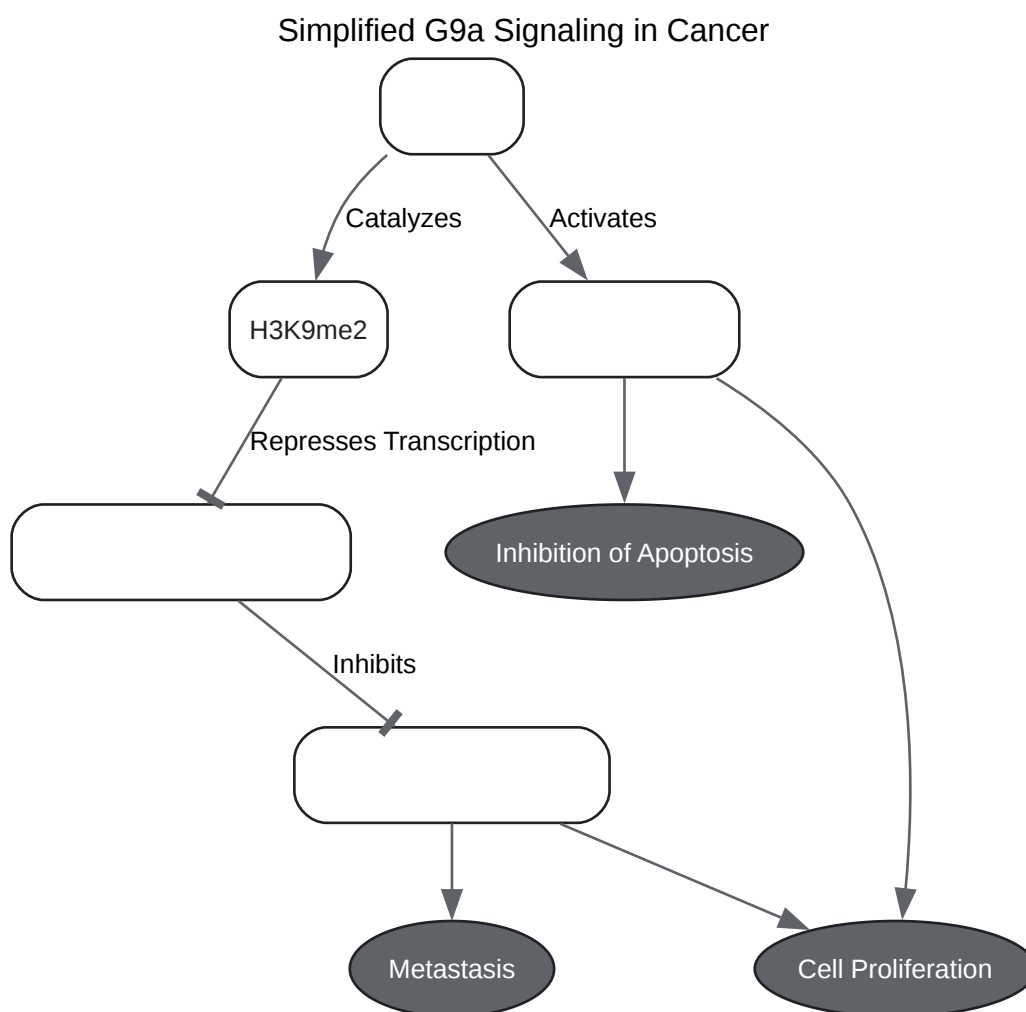 Simplified G9a Signaling in Cancer
Catalyzes
Activates
H3K9me2
Represses Transcription
Inhibition of Apoptosis
Inhibits
Metastasis
Cell Proliferation